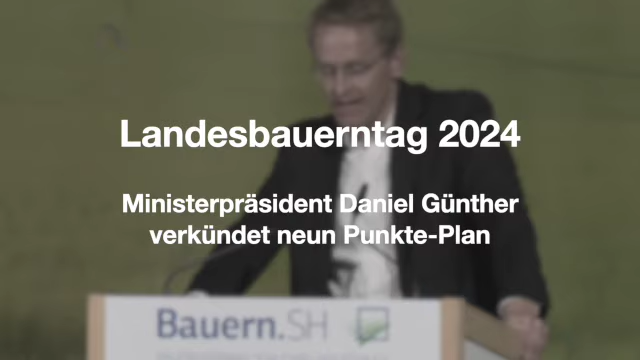 Landesbauerntag 2024
Ministerpräsident Daniel Günther
verkündet neun Punkte-Plan
Bauern.SH